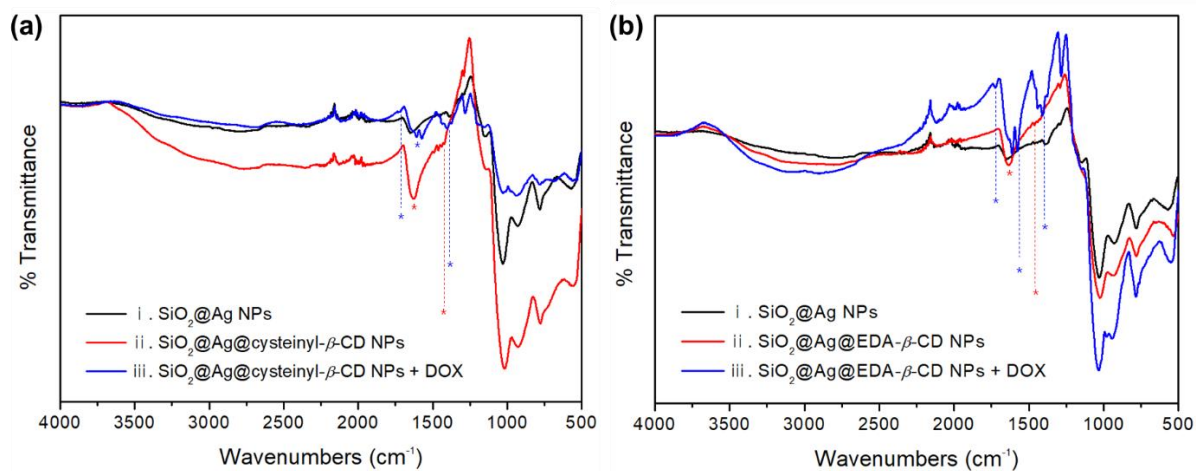 (a)
% Transmittance
i . SiO₂@Ag NPs
ii . SiO₂@Ag@cysteinyl-β-CD NPs
iii . SiO₂@Ag@cysteinyl-β-CD NPs + DOX
* * * * *
4000 3500 3000 2500 2000 1500 1000 500
Wavenumbers (cm⁻¹)
(b)
% Transmittance
i . SiO₂@Ag NPs
ii . SiO₂@Ag@EDA-β-CD NPs
iii . SiO₂@Ag@EDA-β-CD NPs + DOX
* * * * *
4000 3500 3000 2500 2000 1500 1000 500
Wavenumbers (cm⁻¹)